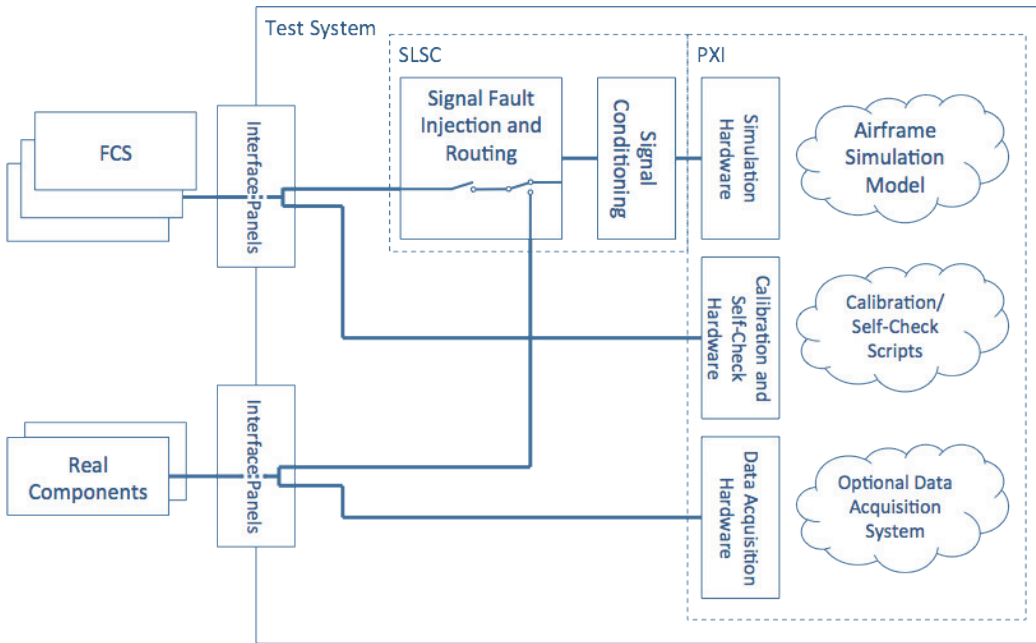 Test System
SLSC
PXI
FCS
Interface Panels
Signal Fault
Injection and
Routing
Signal
Conditioning
Simulation
Hardware
Airframe
Simulation
Model
Calibration and
Self-Check
Hardware
Calibration/
Self-Check
Scripts
Real
Components
Interface Panels
Data Acquisition
Hardware
Optional Data
Acquisition
System